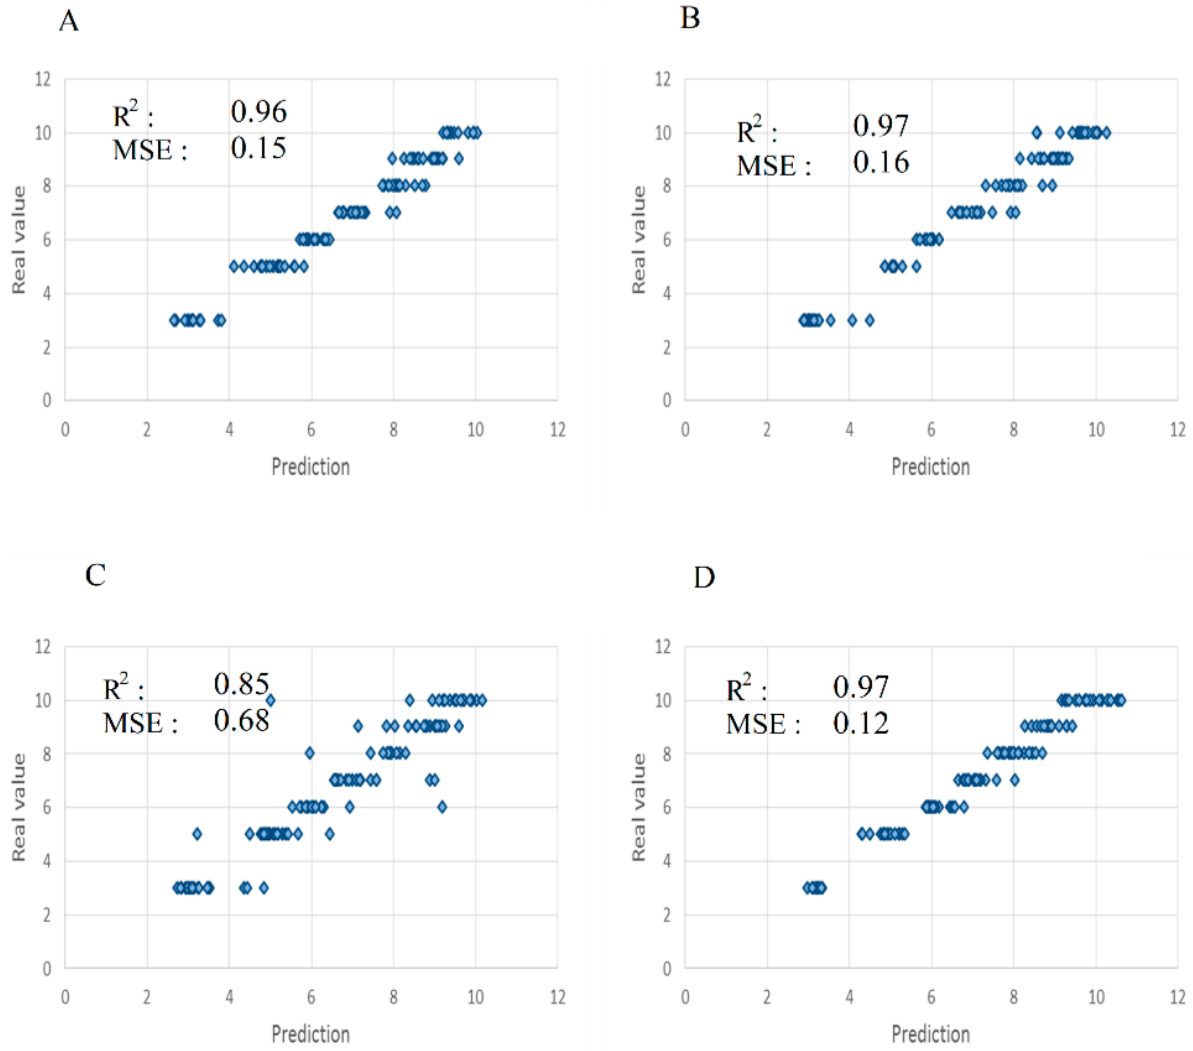 A
12
10
8
6
4
2
0
Real value
R² : 0.96
MSE : 0.15
0 2 4 6 8 10 12
Prediction
B
12
10
8
6
4
2
0
Real value
R² : 0.97
MSE : 0.16
0 2 4 6 8 10 12
Prediction
C
12
10
8
6
4
2
0
Real value
R² : 0.85
MSE : 0.68
0 2 4 6 8 10 12
Prediction
D
12
10
8
6
4
2
0
Real value
R² : 0.97
MSE : 0.12
0 2 4 6 8 10 12
Prediction